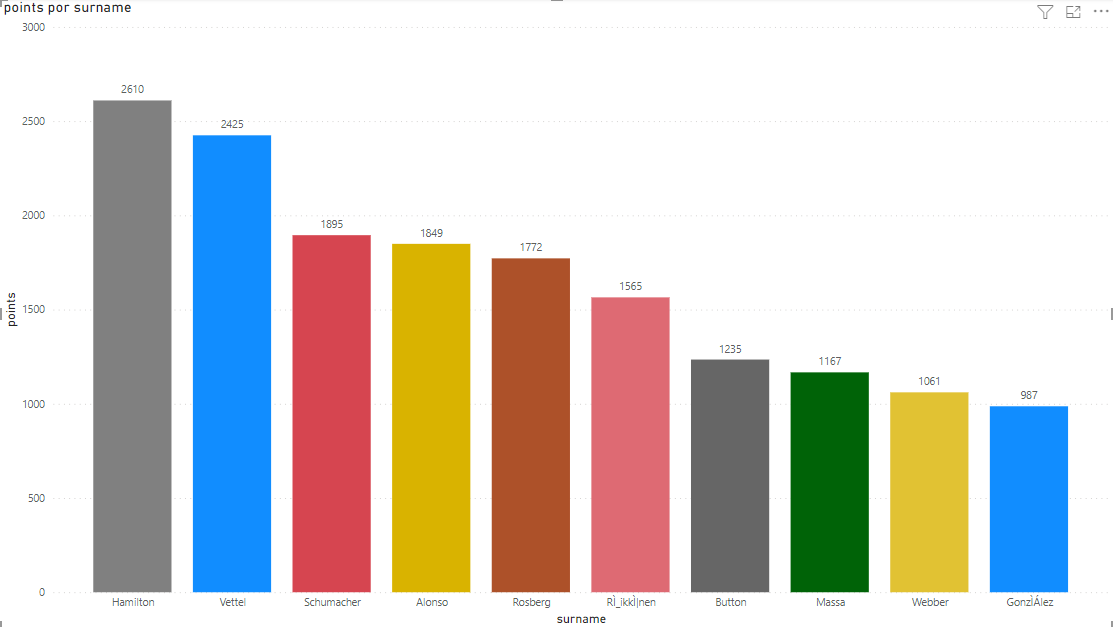 points por surname
3000
2500
2000
1500
1000
500
0
points
2610
2425
1895
1849
1772
1565
1235
1167
1061
987
Hamilton
Vettel
Schumacher
Alonso
Rosberg
RÌ_ikkÌ|nen
Button
Massa
Webber
GonzÌÁlez
surname